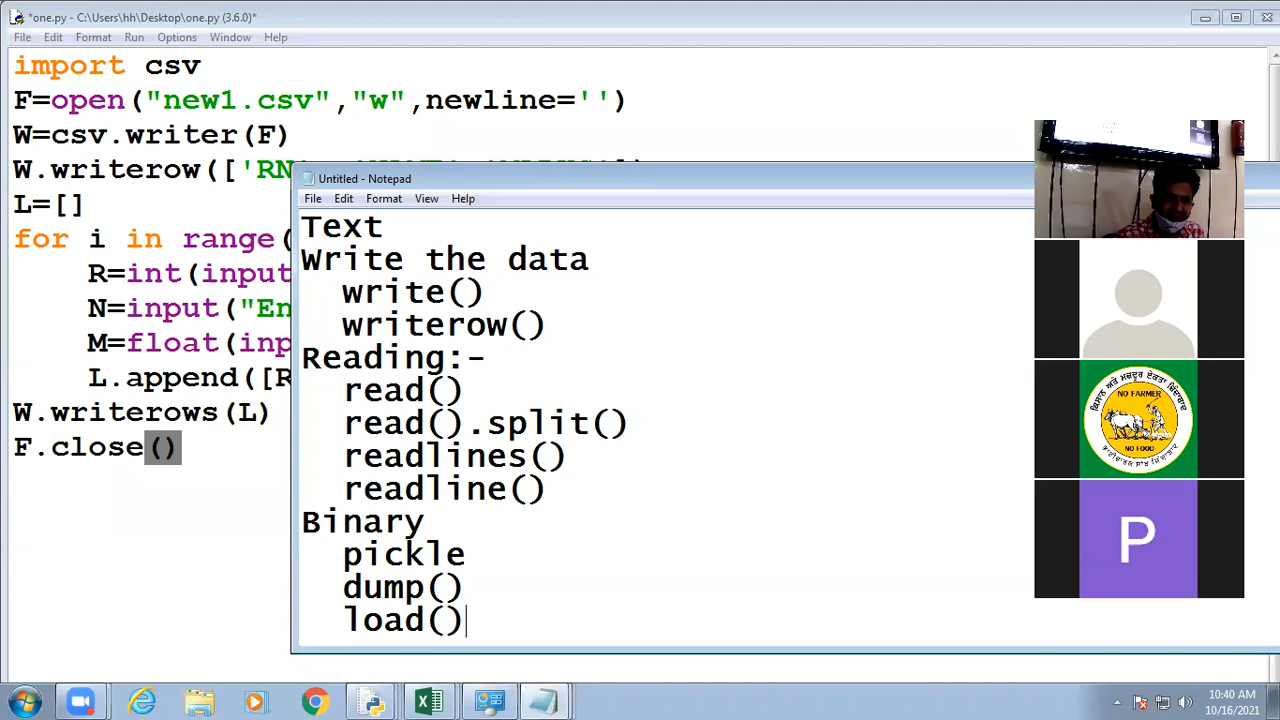 *one.py - C:\Users\hh\Desktop\one.py (3.6.0)*
File Edit Format Run Options Window Help
import csv
F=open("new1.csv","w",newline='')
W=csv.writer(F)
W.writerow(['RN
L=[]
for i in range(
R=int(input
N=input("En
M=float(inp
L.append([R
W.writerows(L)
F.close()
Untitled - Notepad
File Edit Format View Help
Text
Write the data
write()
writerow()
Reading:-
read()
read().split()
readlines()
readline()
Binary
pickle
dump()
load()
NO FARMER
NO FOOD
P
10:40 AM
10/16/2021